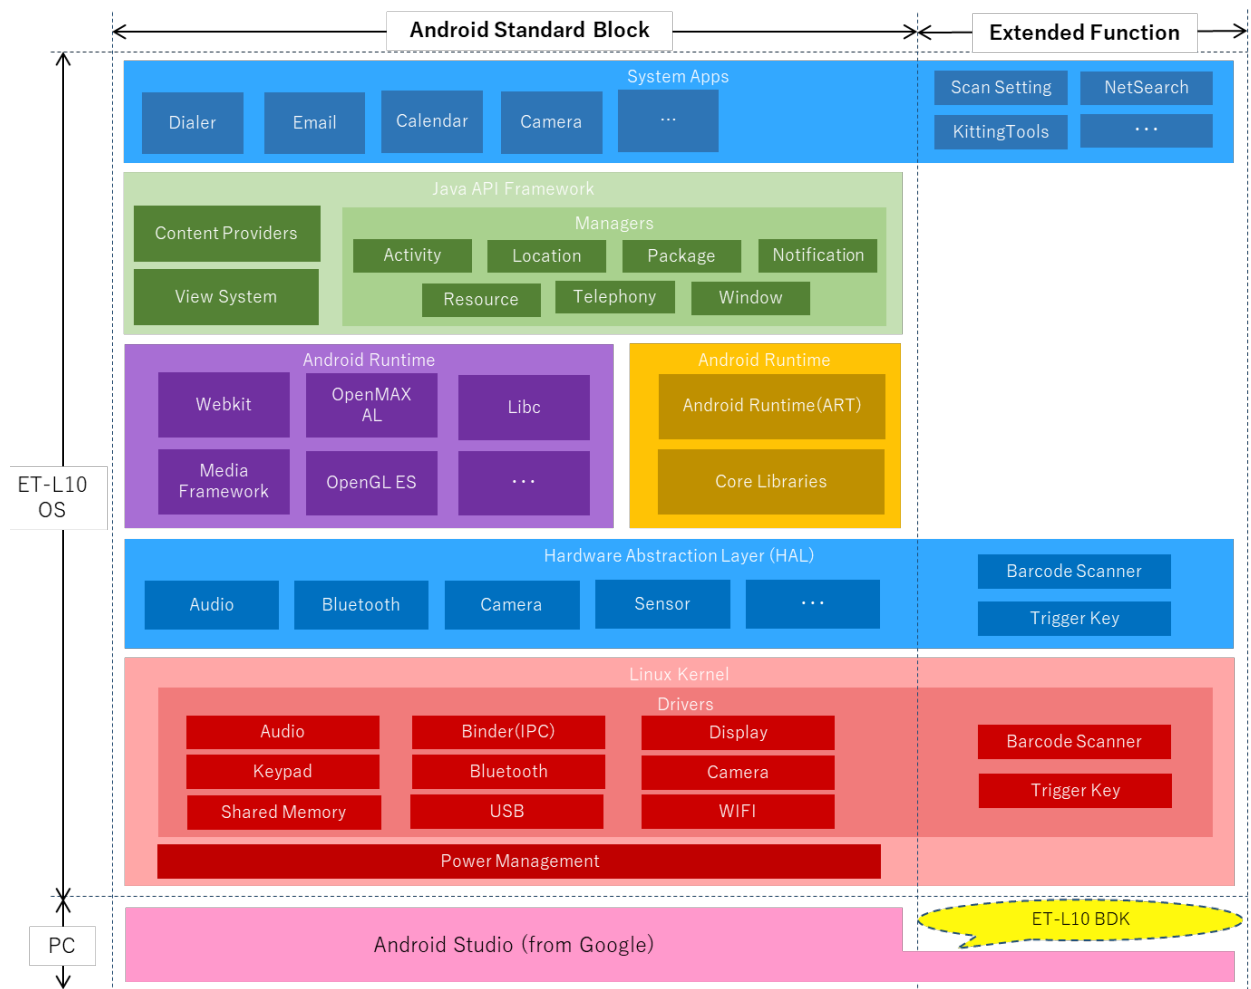 Android Standard Block
Extended Function
System Apps
Dialer
Email
Calendar
Camera
...
Scan Setting
NetSearch
KittingTools
・・・
Java API Framework
Content Providers
View System
Managers
Activity
Location
Package
Notification
Resource
Telephony
Window
ET-L10
OS
Android Runtime
Webkit
OpenMAX
AL
Libc
Media
Framework
OpenGL ES
・・・
Android Runtime
Android Runtime(ART)
Core Libraries
Hardware Abstraction Layer (HAL)
Audio
Bluetooth
Camera
Sensor
・・・
Barcode Scanner
Trigger Key
Linux Kernel
Drivers
Audio
Binder(IPC)
Display
Keypad
Bluetooth
Camera
Shared Memory
USB
WIFI
Barcode Scanner
Trigger Key
Power Management
PC
Android Studio (from Google)
ET-L10 BDK